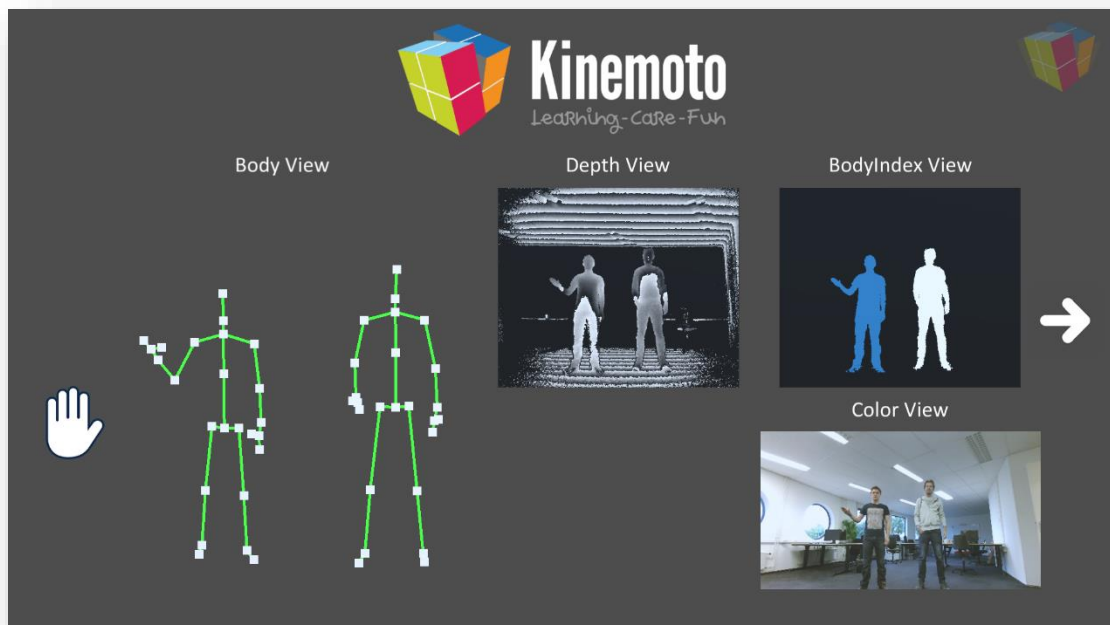 Kinemoto
Learning-Care-Fun
Body View
Depth View
BodyIndex View
Color View